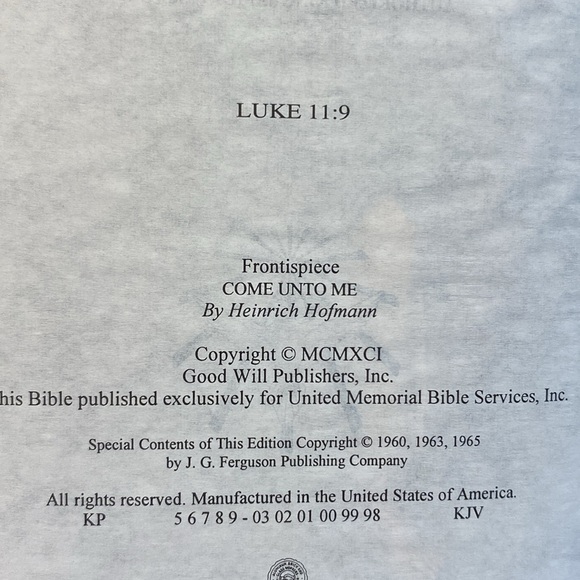 LUKE 11:9
Frontispiece
COME UNTO ME
By Heinrich Hofmann
Copyright © MCMXCI
Good Will Publishers, Inc.
his Bible published exclusively for United Memorial Bible Services, Inc.
Special Contents of This Edition Copyright © 1960, 1963, 1965
by J. G. Ferguson Publishing Company
All rights reserved. Manufactured in the United States of America.
KP 5 6 7 8 9 - 03 02 01 00 99 98 KJV